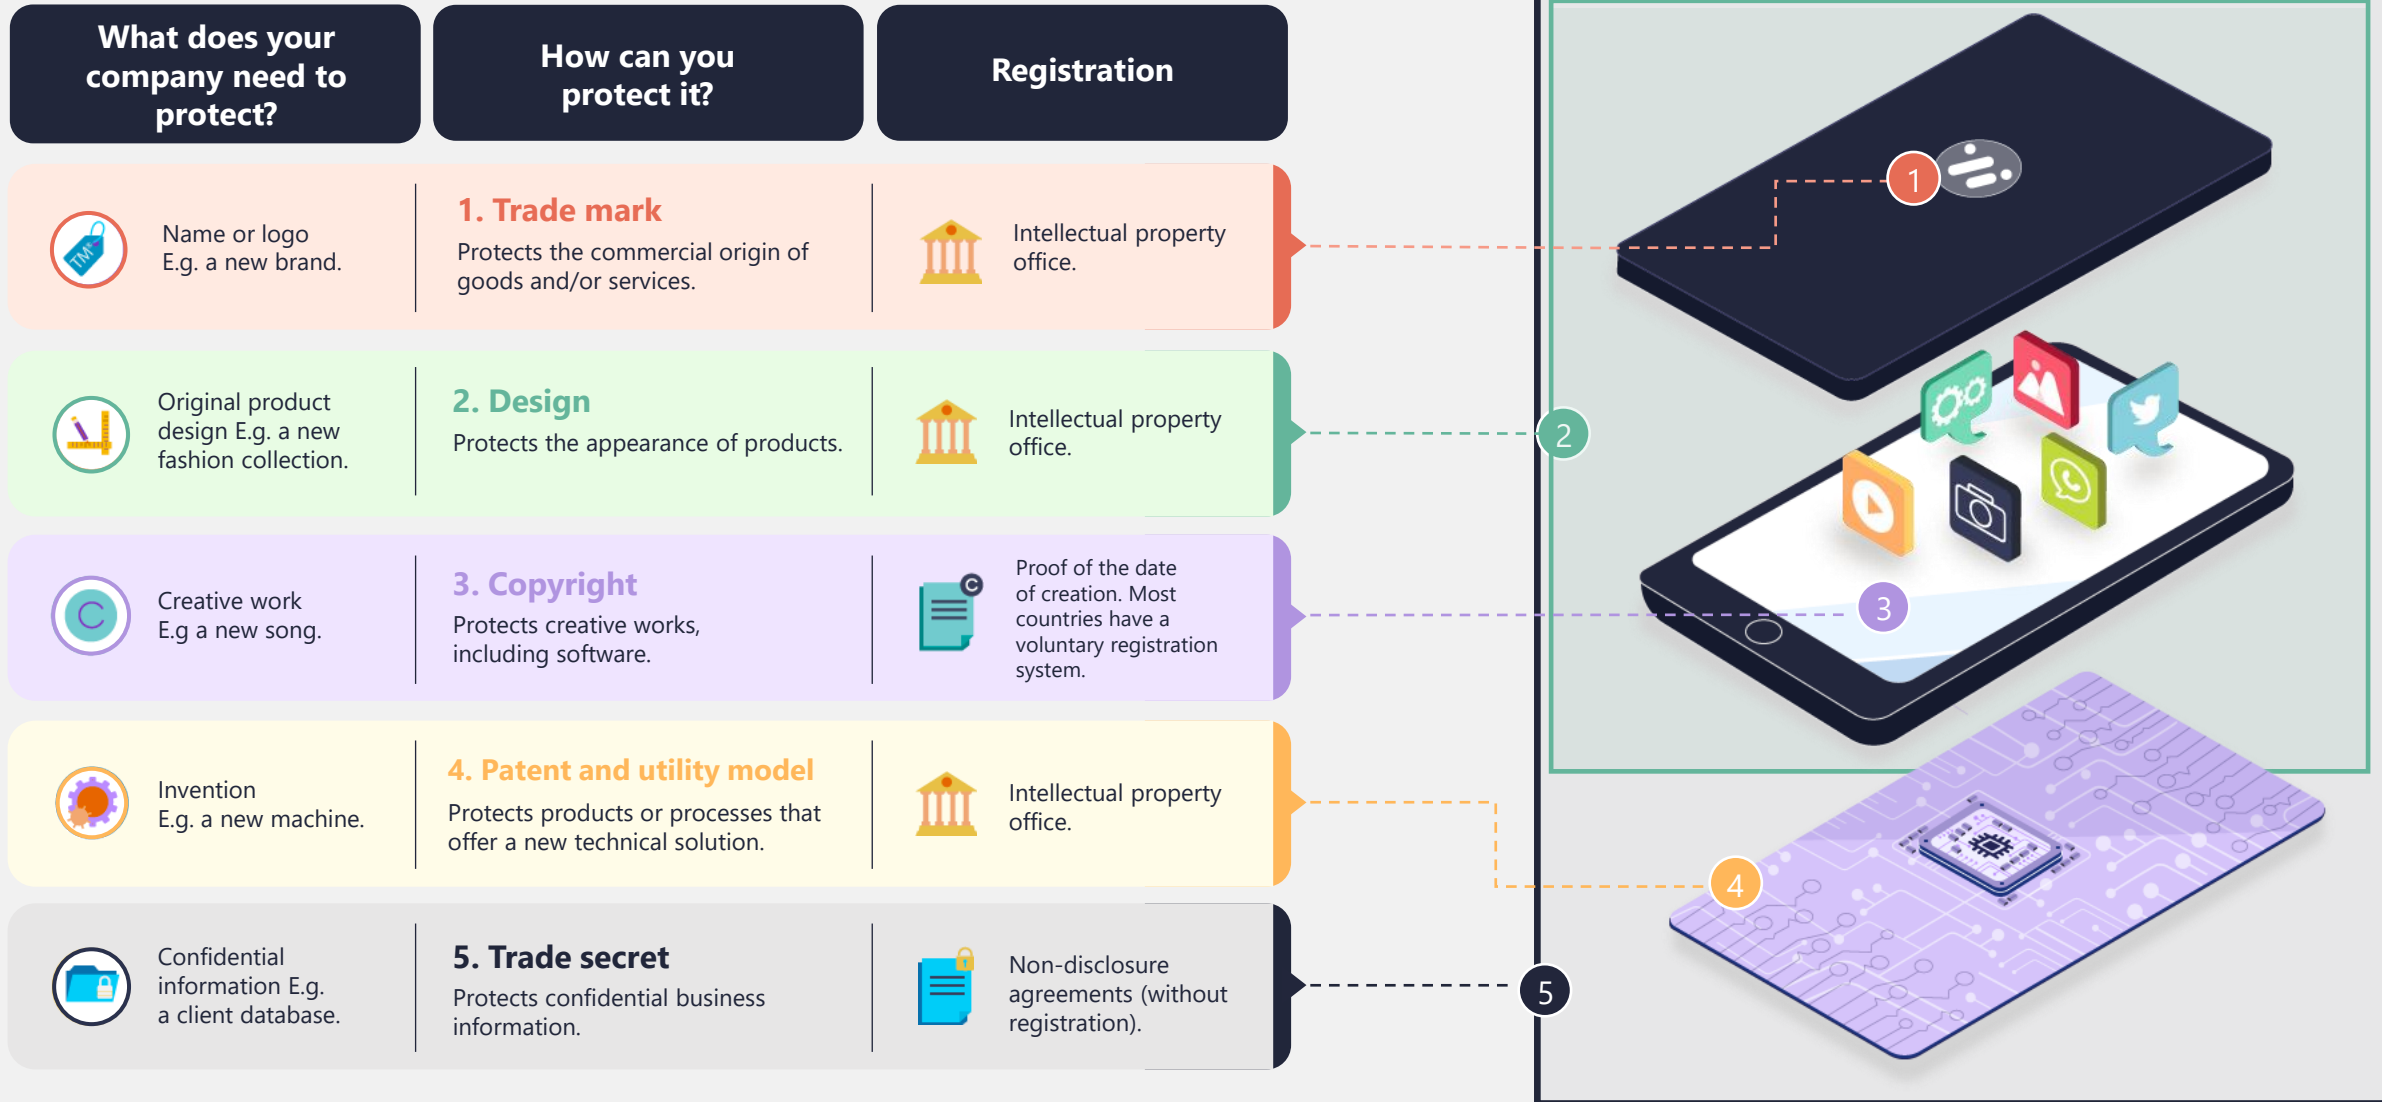 What does your
company need to
protect?
How can you
protect it?
Registration
Name or logo
E.g. a new brand.
1. Trade mark
Protects the commercial origin of
goods and/or services.
Intellectual property
office.
Original product
design E.g. a new
fashion collection.
2. Design
Protects the appearance of products.
Intellectual property
office.
Creative work
E.g a new song.
3. Copyright
Protects creative works,
including software.
Proof of the date
of creation. Most
countries have a
voluntary registration
system.
Invention
E.g. a new machine.
4. Patent and utility model
Protects products or processes that
offer a new technical solution.
Intellectual property
office.
Confidential
information E.g.
a client database.
5. Trade secret
Protects confidential business
information.
Non-disclosure
agreements (without
registration).
TM
C
C
1
2
3
4
5